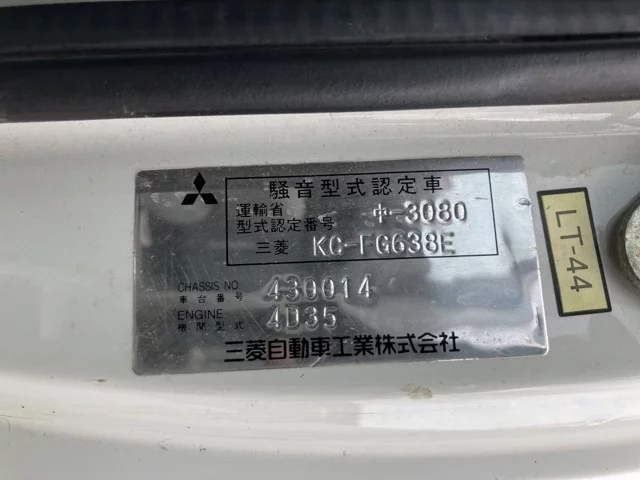 騒音型式認定車
運輸省
型式認定番号 中-3080
三菱 KC-FG638E
CHASSIS NO
車台番号 430014
ENGINE
機関型式 4D35
三菱自動車工業株式会社
LT-44